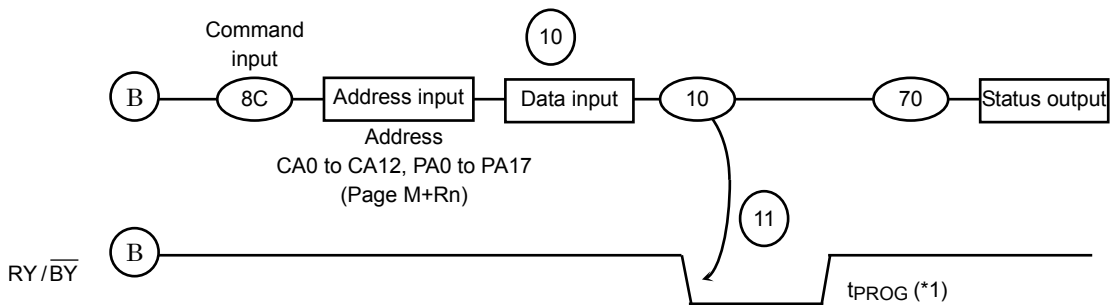 10
Command
input
B
8C
Address input
Data input
10
70
Status output
Address
CA0 to CA12, PA0 to PA17
(Page M+Rn)
11
B
RY/BY
tPROG (*1)